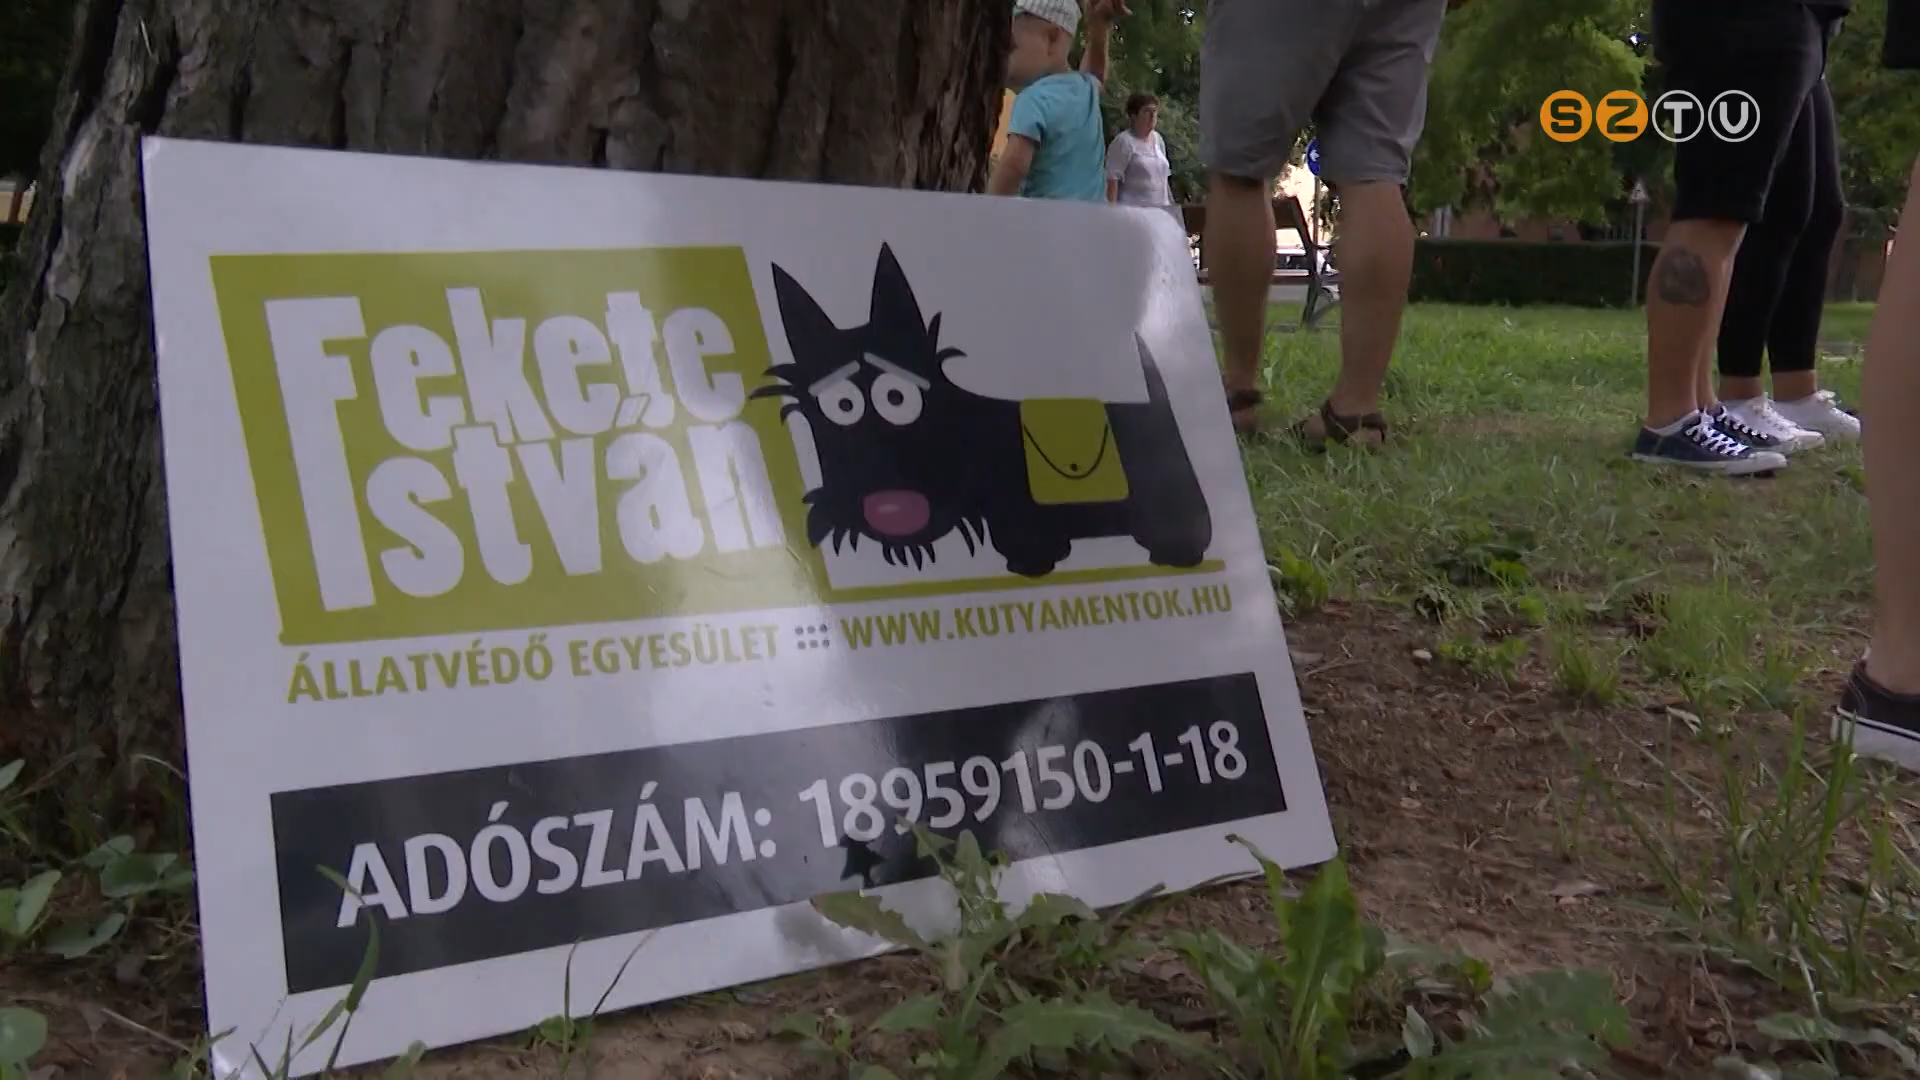 SZTV
Fekete
István
ÁLLATVÉDŐ EGYESÜLET ::: WWW.KUTYAMENTOK.HU
ADÓSZÁM: 18959150-1-18